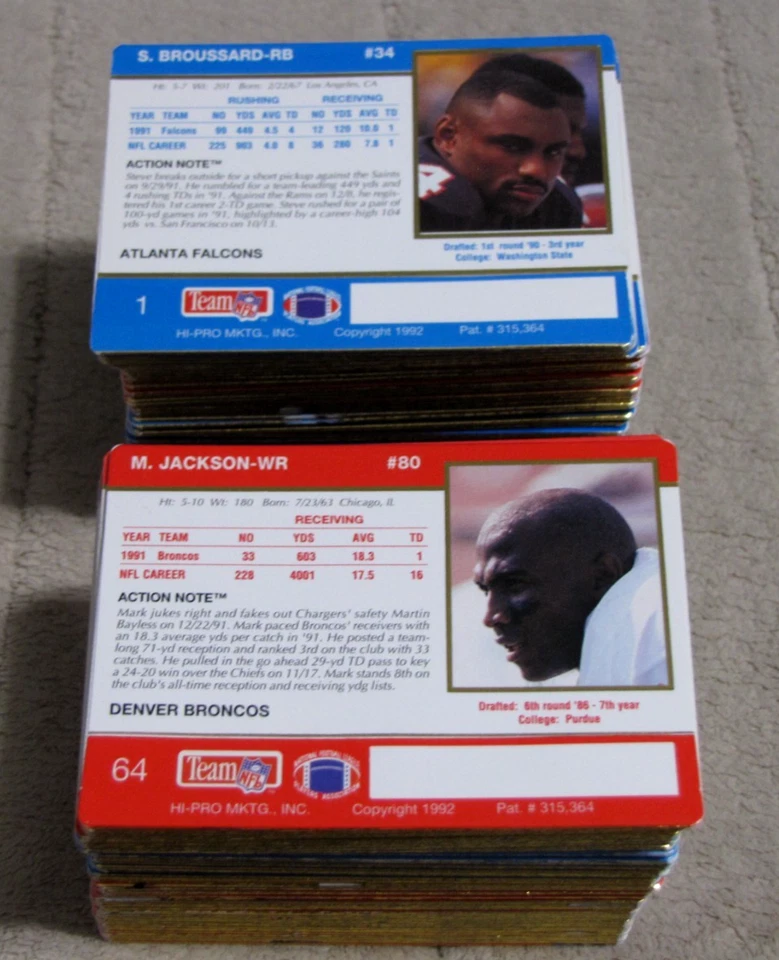 S. BROUSSARD-RB #34
Ht: 5-7 Wt: 201 Born: 2/22/67 Los Angeles, CA
RUSHING RECEIVING
YEAR TEAM NO YDS AVG TD NO YDS AVG TD
1991 Falcons 99 449 4.5 4 12 120 10.0 1
NFL CAREER 225 903 4.0 8 36 280 7.8 1
ACTION NOTE™
Steve breaks outside for a short pickup against the Saints
on 9/29/91. He rumbled for a team-leading 449 yds and
4 rushing TDs in '91. Against the Rams on 12/8, he regis-
tered his 1st career 2-TD game. Steve rushed for a pair of
100-yd games in '91, highlighted by a career-high 104
yds vs. San Francisco on 10/13.
Drafted: 1st round '90 - 3rd year
College: Washington State
ATLANTA FALCONS
1 Team NFL
HI-PRO MKTG., INC. Copyright 1992 Pat. # 315,364
M. JACKSON-WR #80
Ht: 5-10 Wt: 180 Born: 7/23/63 Chicago, IL
RECEIVING
YEAR TEAM NO YDS AVG TD
1991 Broncos 33 603 18.3 1
NFL CAREER 228 4001 17.5 16
ACTION NOTE™
Mark jukes right and fakes out Chargers' safety Martin
Bayless on 12/22/91. Mark paced Broncos' receivers with
an 18.3 average yds per catch in '91. He posted a team-
long 71-yd reception and ranked 3rd on the club with 33
catches. He pulled in the go ahead 29-yd TD pass to key
a 24-20 win over the Chiefs on 11/17. Mark stands 8th on
the club's all-time reception and receiving ydg lists.
Drafted: 6th round '86 - 7th year
College: Purdue
DENVER BRONCOS
64 Team NFL
HI-PRO MKTG., INC. Copyright 1992 Pat. # 315,364